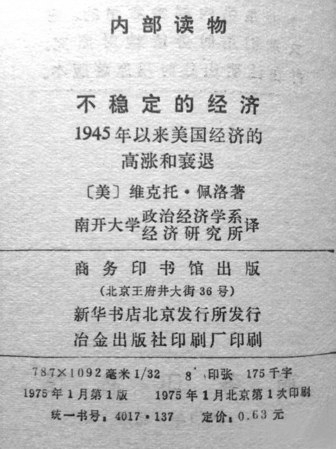 内部读物
不稳定的经济
1945年以来美国经济的
高涨和衰退
〔美〕维克托·佩洛著
南开大学政治经济学系经济研究所译
商务印书馆出版
(北京王府井大街36号)
新华书店北京发行所发行
冶金出版社印刷厂印刷
787×1092毫米1/32 8 印张 175千字
1975年1月第1版 1975年1月北京第1次印刷
统一书号：4017·137 定价：0.63元